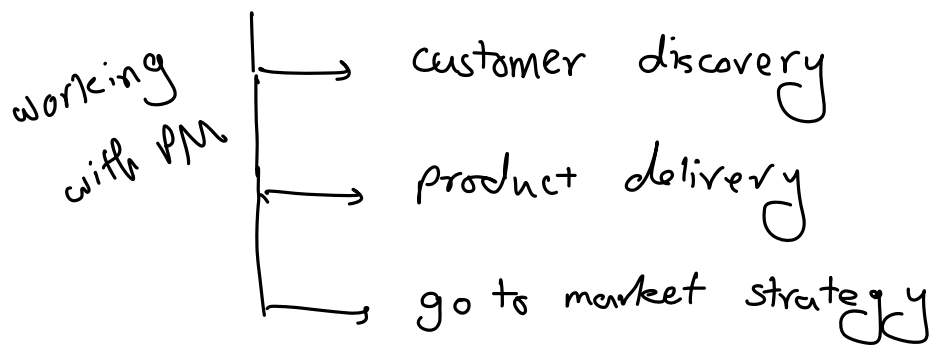 working
with PM
customer discovery
product delivery
go to market strategy